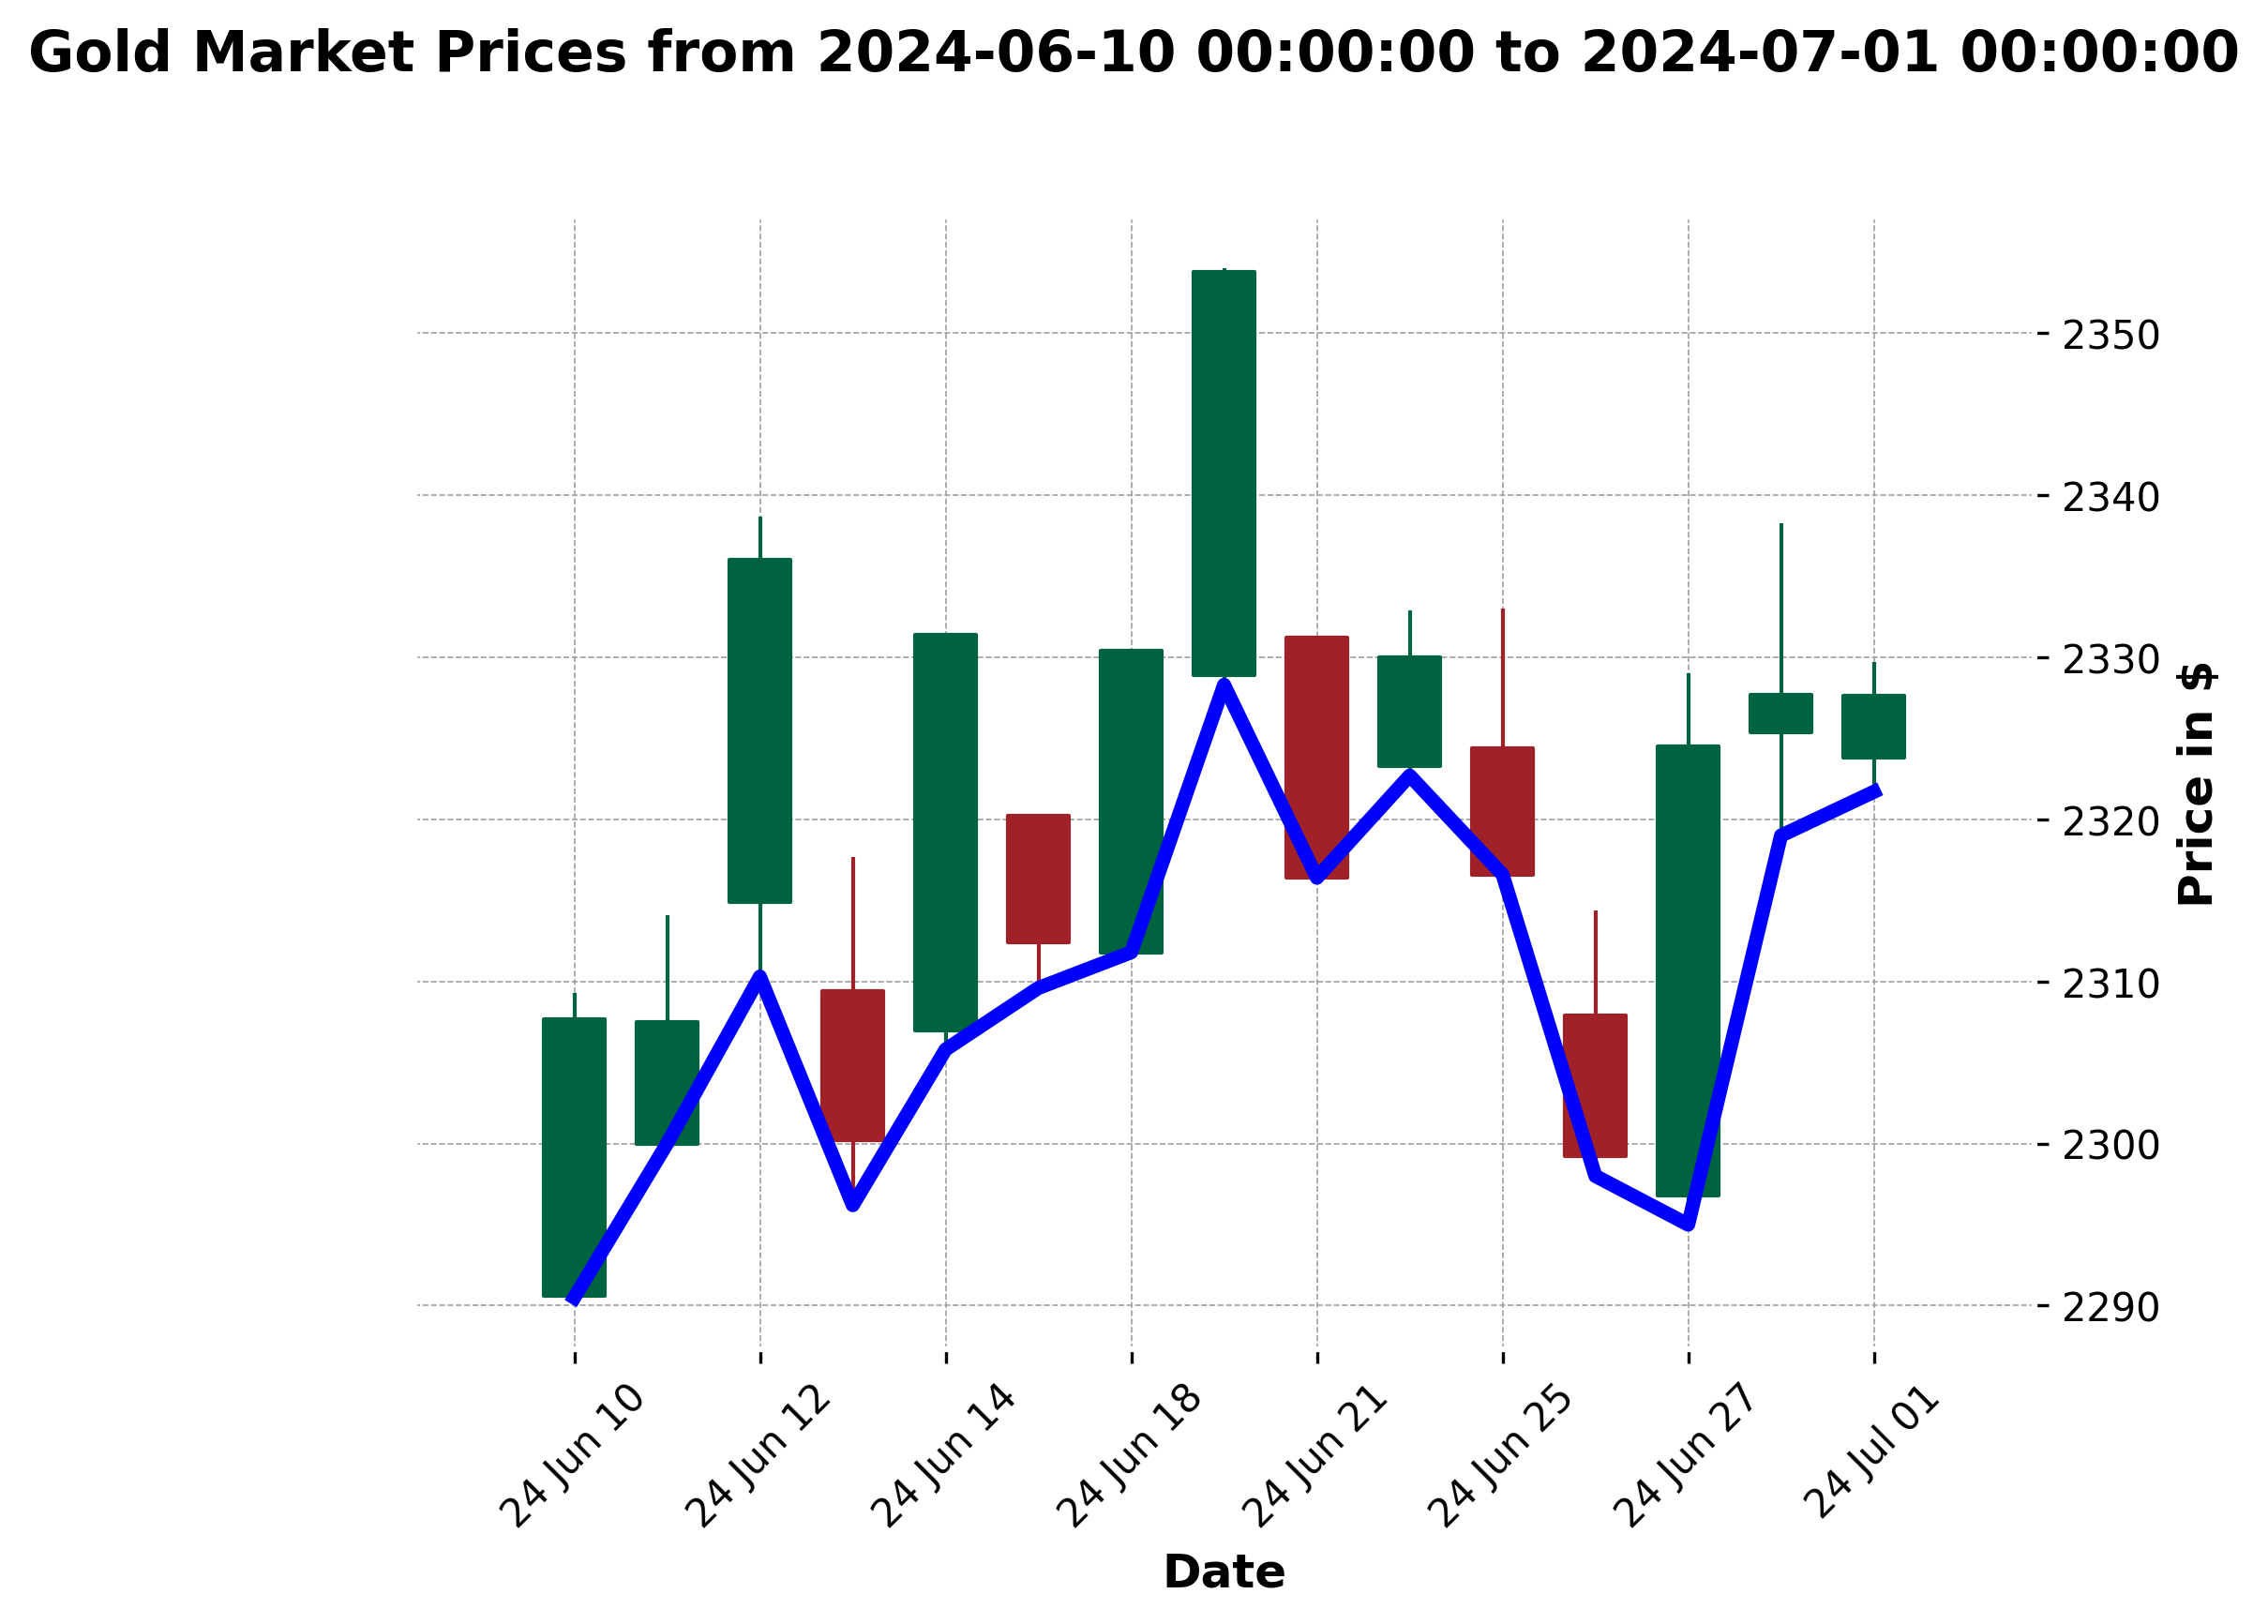 Gold Market Prices from 2024-06-10 00:00:00 to 2024-07-01 00:00:00
2350
2340
2330
2320
2310
2300
2290
Price in $
24 Jun 10
24 Jun 12
24 Jun 14
24 Jun 18
24 Jun 21
24 Jun 25
24 Jun 27
24 Jul 01
Date